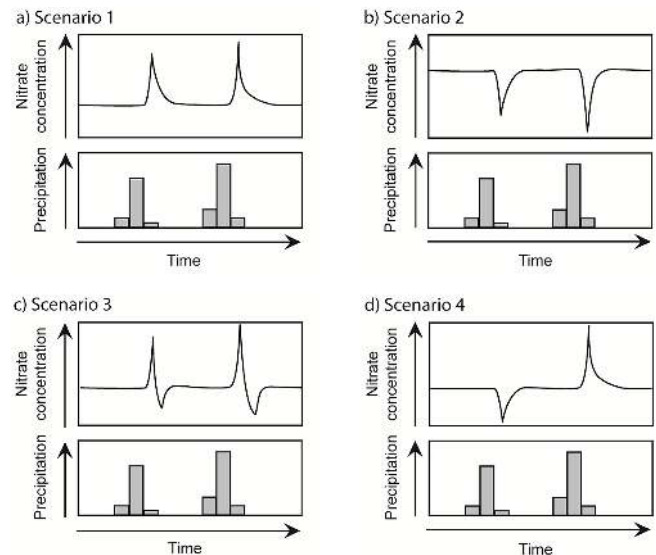 a) Scenario 1
Nitrate
concentration
Precipitation
Time
b) Scenario 2
Nitrate
concentration
Precipitation
Time
c) Scenario 3
Nitrate
concentration
Precipitation
Time
d) Scenario 4
Nitrate
concentration
Precipitation
Time